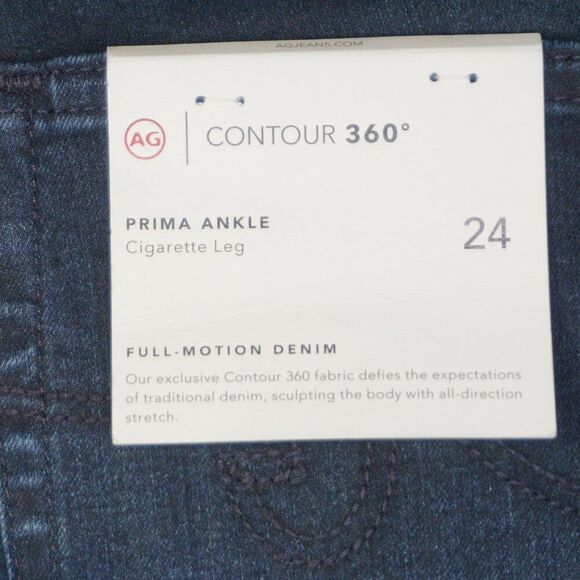 AGJEANS.COM
AG CONTOUR 360°
PRIMA ANKLE
Cigarette Leg
24
FULL-MOTION DENIM
Our exclusive Contour 360 fabric defies the expectations
of traditional denim, sculpting the body with all-direction
stretch.